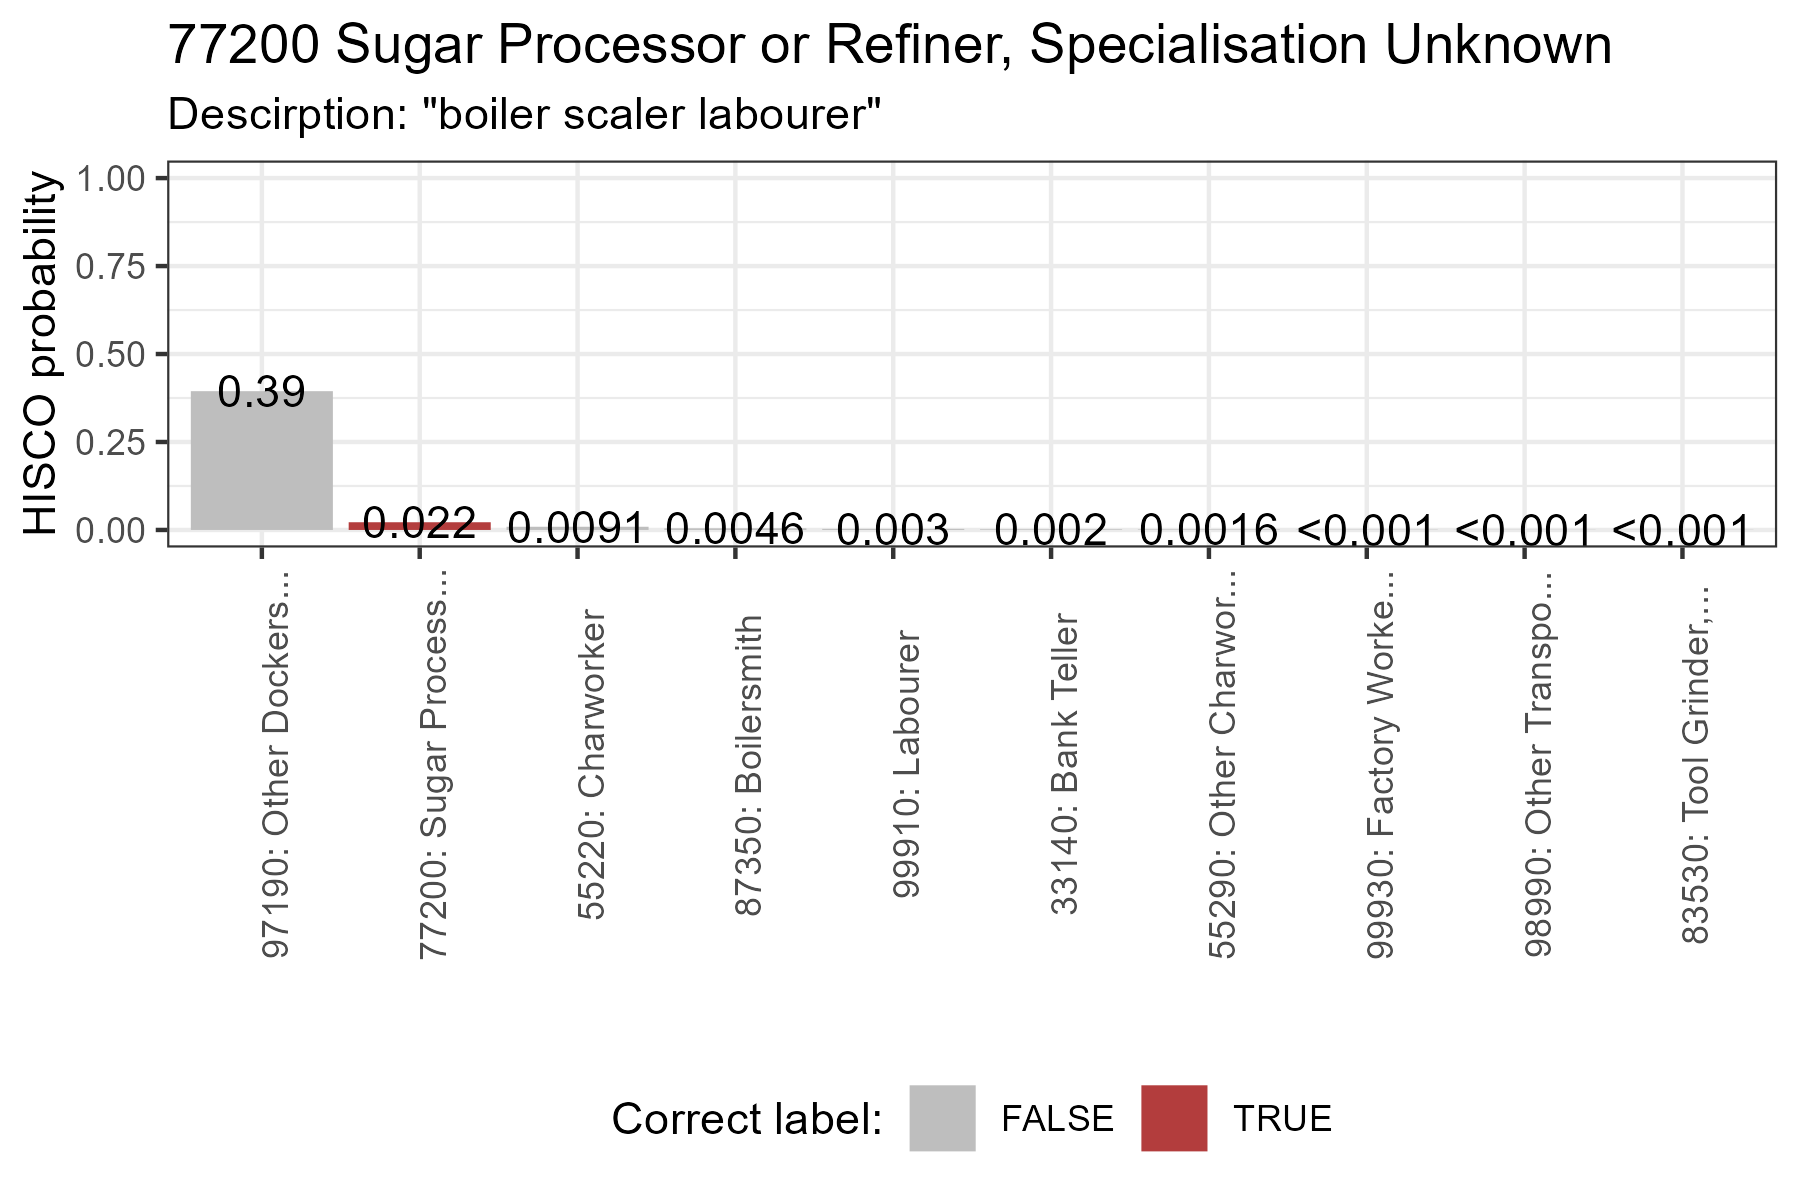 77200 Sugar Processor or Refiner, Specialisation Unknown
Descirption: "boiler scaler labourer"
HISCO probability
1.00
0.75
0.50
0.25
0.00
0.39
0.022
0.0091
0.0046
0.003
0.002
0.0016
<0.001
<0.001
<0.001
97190: Other Dockers...
77200: Sugar Process...
55220: Charworker
87350: Boilersmith
99910: Labourer
33140: Bank Teller
55290: Other Charwor...
99930: Factory Worke...
98990: Other Transpo...
83530: Tool Grinder,...
Correct label: FALSE TRUE